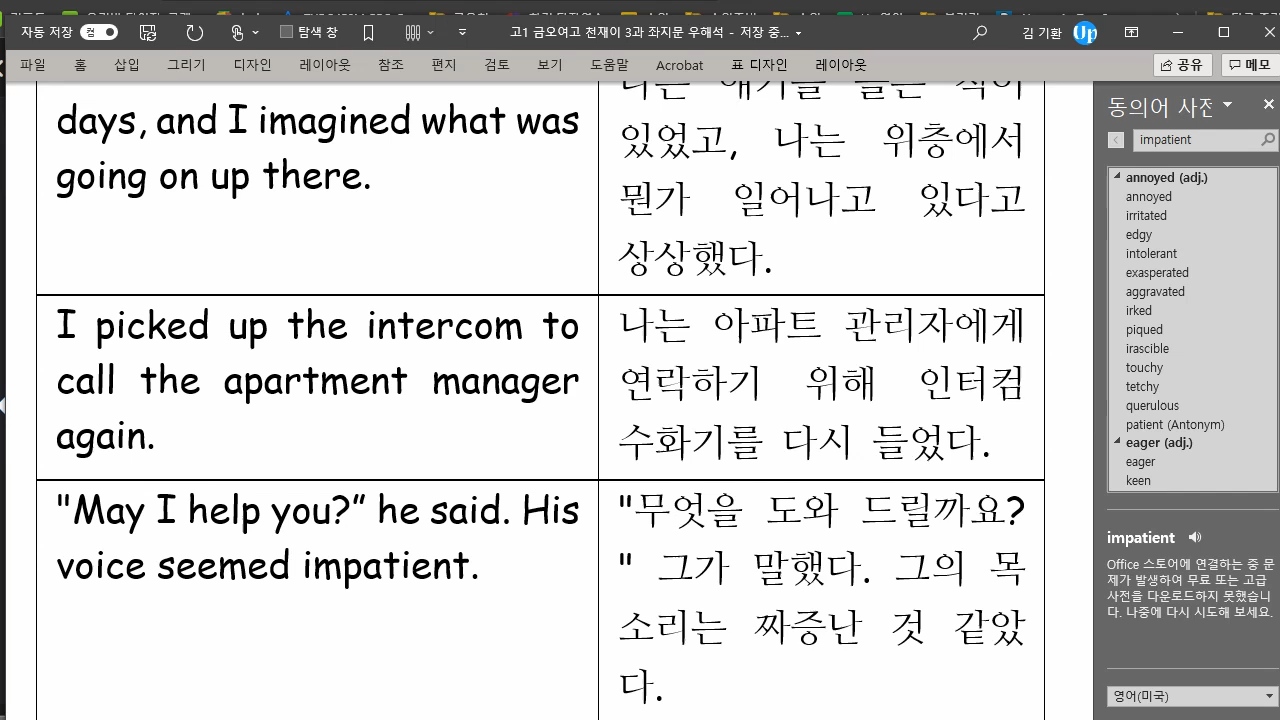 자동 저장
탐색 창
고1 금오여고 천재이 3과 좌지문 우해석 - 저장 중...
김 기환
Up
파일 홈 삽입 그리기 디자인 레이아웃 참조 편지 검토 보기 도움말 Acrobat 표 디자인 레이아웃
공유
메모
days, and I imagined what was
going on up there.
있었고, 나는 위층에서
뭔가 일어나고 있다고
상상했다.
I picked up the intercom to
call the apartment manager
again.
나는 아파트 관리자에게
연락하기 위해 인터컴
수화기를 다시 들었다.
"May I help you?” he said. His
voice seemed impatient.
"무엇을 도와 드릴까요?
" 그가 말했다. 그의 목
소리는 짜증난 것 같았
다.
동의어 사전
impatient
annoyed (adj.)
annoyed
irritated
edgy
intolerant
exasperated
aggravated
irked
piqued
irascible
touchy
tetchy
querulous
patient (Antonym)
eager (adj.)
eager
keen
impatient
Office 스토어에 연결하는 중 문
제가 발생하여 무료 또는 고급
사전을 다운로드하지 못했습니
다. 나중에 다시 시도해 보세요.
영어(미국)